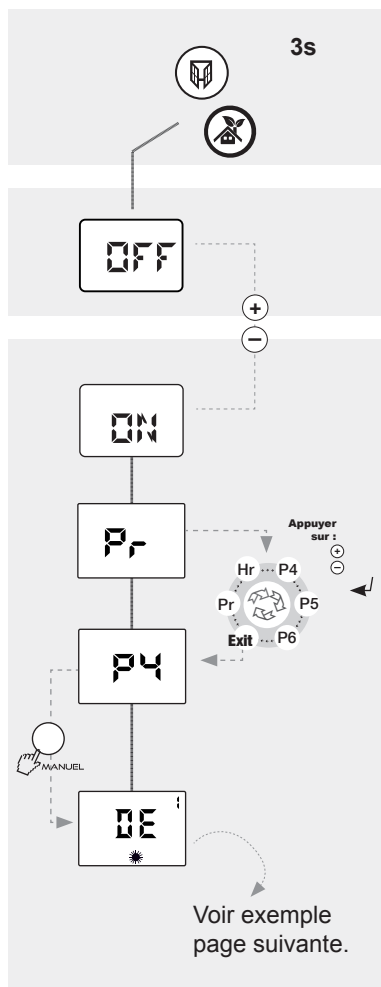 3s
OFF
+
−
ON
Pr
Appuyer
sur :
+
−
Hr ... P4
Pr P5
Exit ... P6
P4
MANUEL
DE 1
Voir exemple
page suivante.